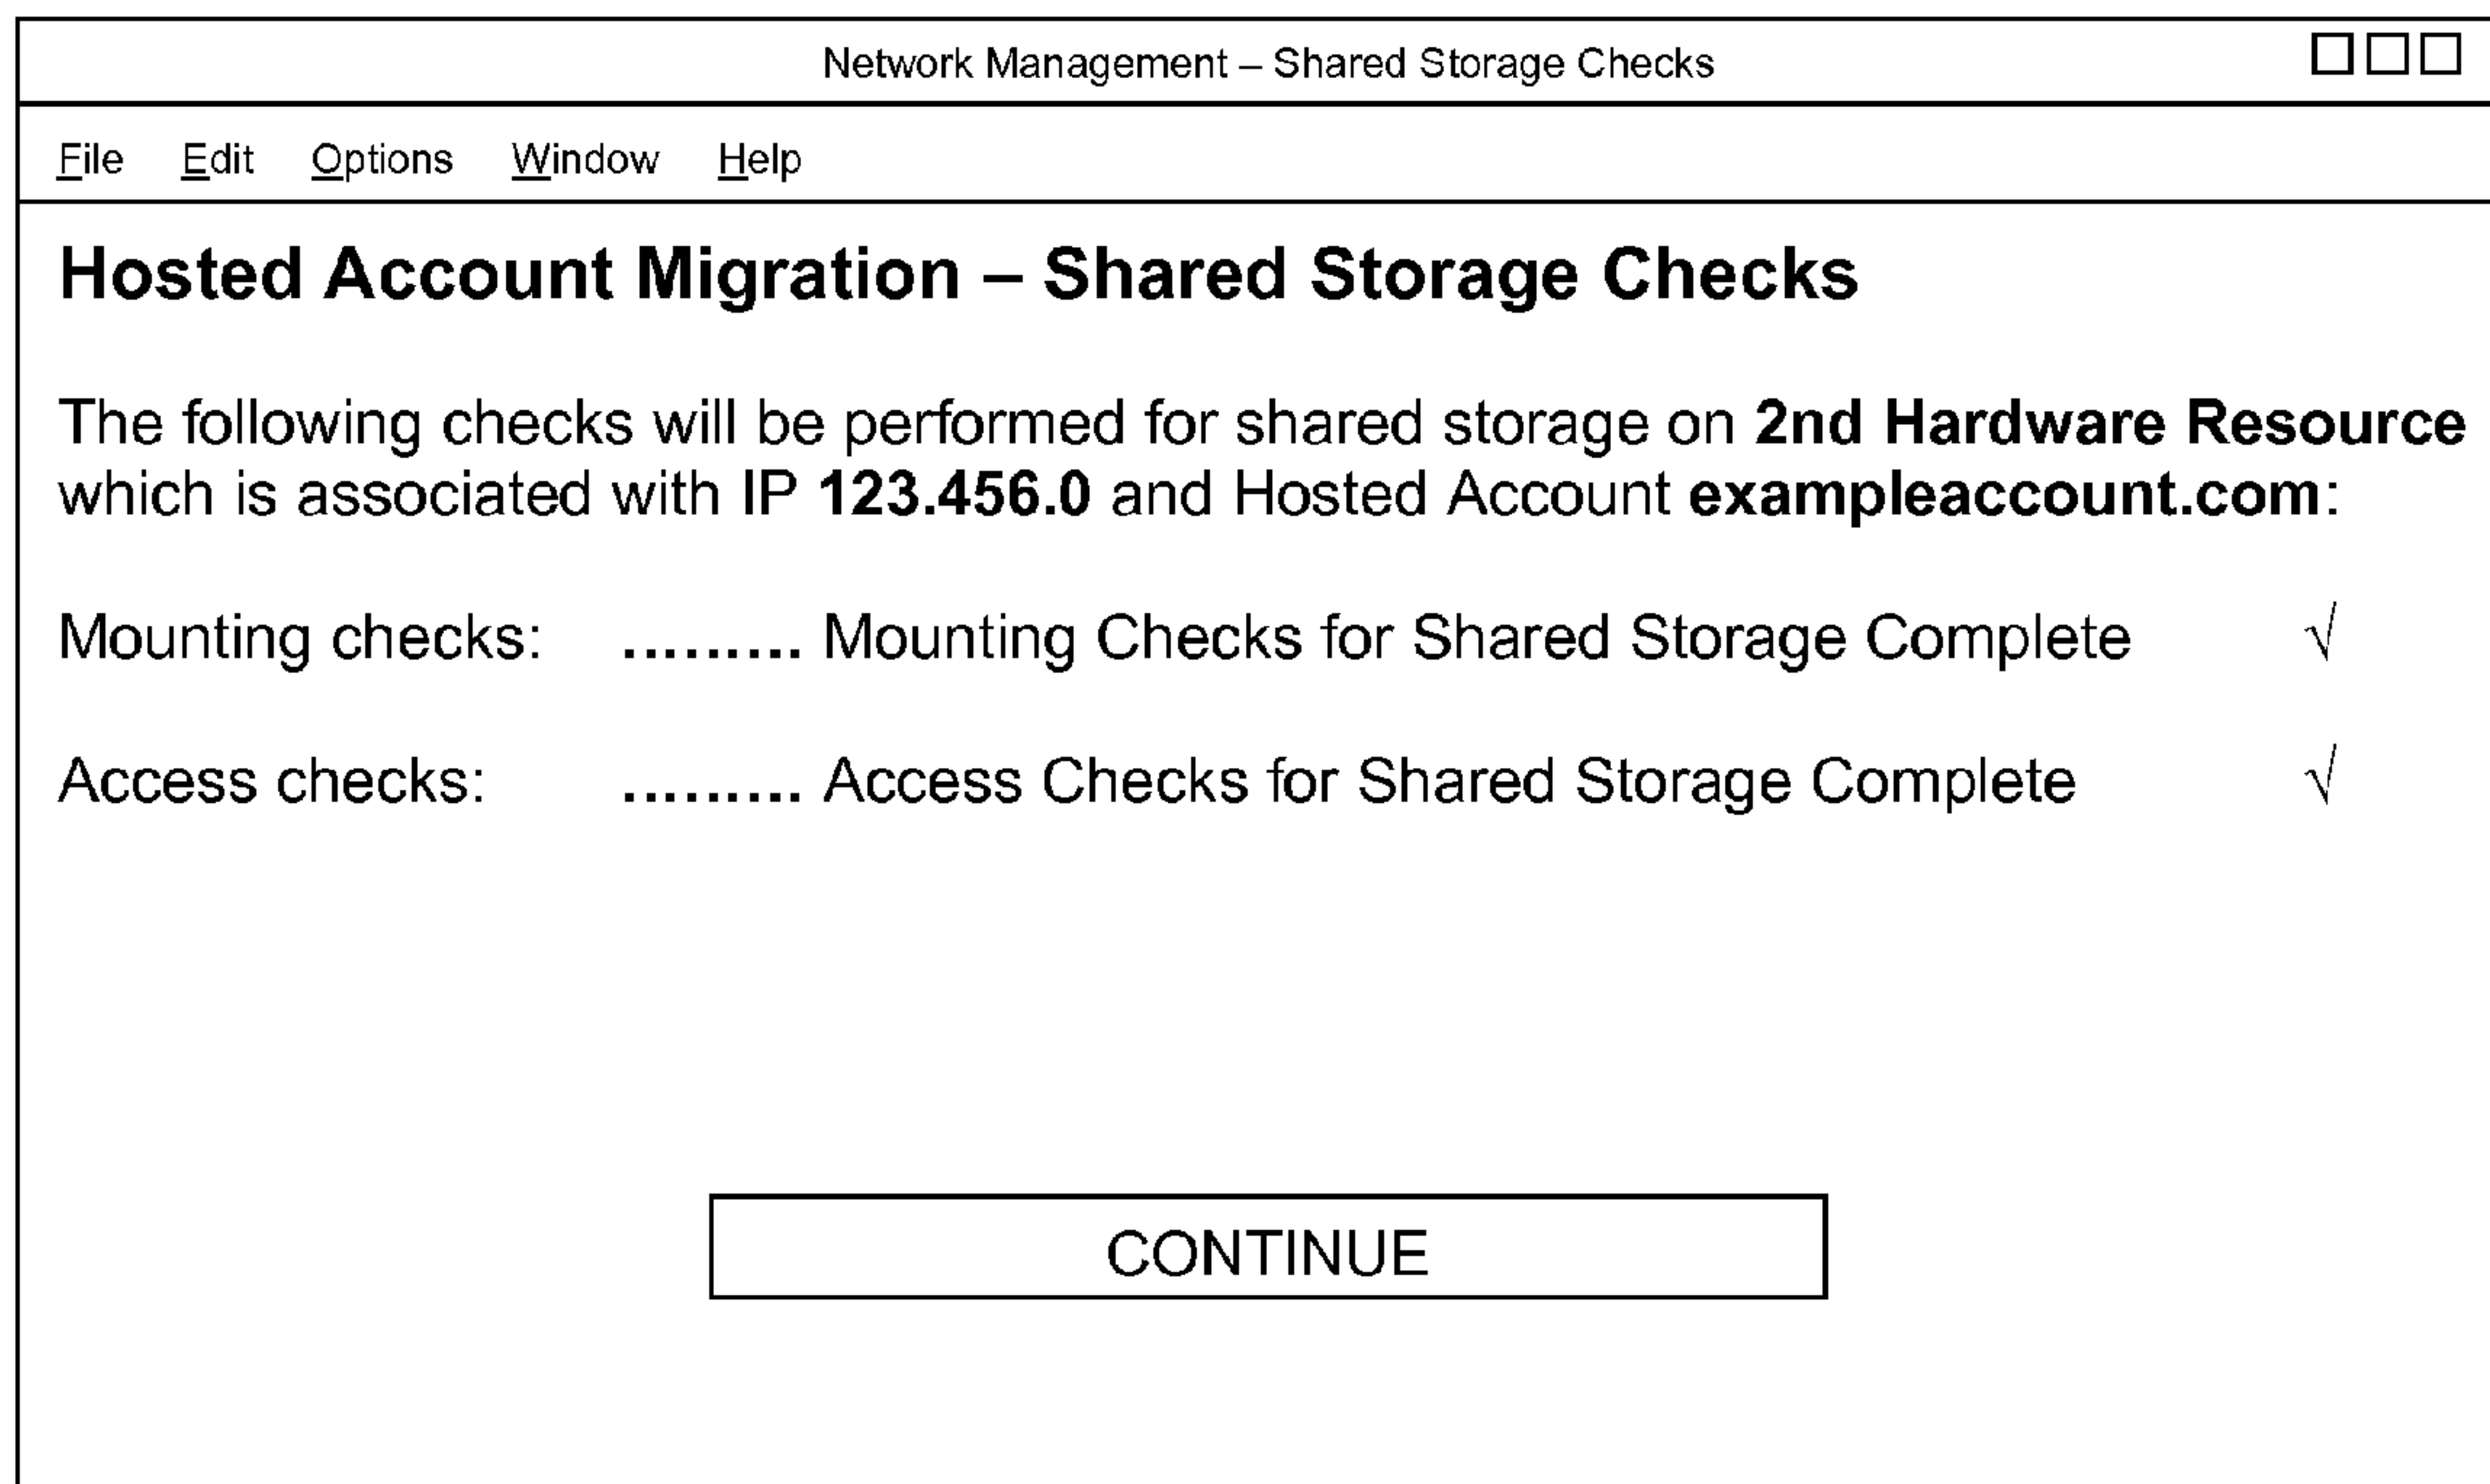 Network Management – Shared Storage Checks
File Edit Options Window Help
Hosted Account Migration – Shared Storage Checks
The following checks will be performed for shared storage on 2nd Hardware Resource
which is associated with IP 123.456.0 and Hosted Account exampleaccount.com:
Mounting checks: ......... Mounting Checks for Shared Storage Complete √
Access checks: ......... Access Checks for Shared Storage Complete √
CONTINUE